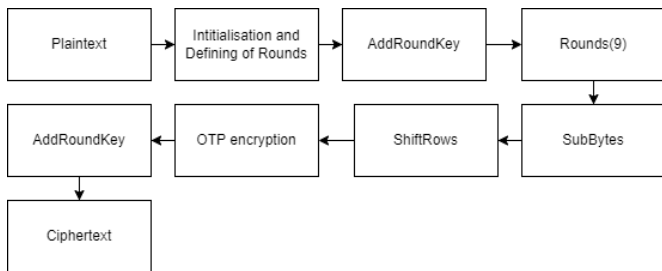 Plaintext
Intitialisation and
Defining of Rounds
AddRoundKey
Rounds(9)
AddRoundKey
OTP encryption
ShiftRows
SubBytes
Ciphertext